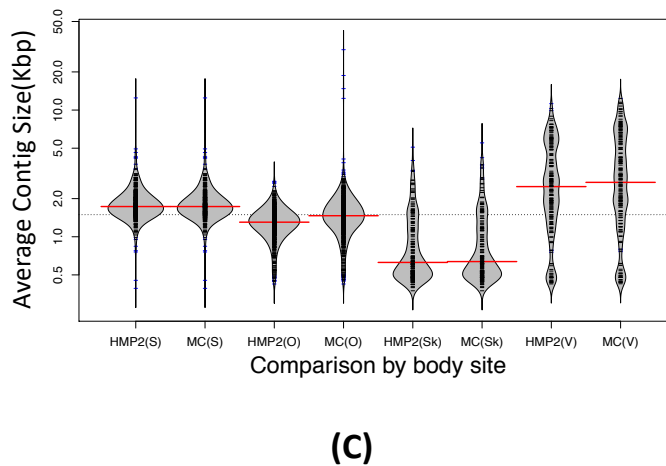 Average Contig Size(Kbp)
50.0
20.0
10.0
5.0
2.0
1.0
0.5
HMP2(S) MC(S) HMP2(O) MC(O) HMP2(Sk) MC(Sk) HMP2(V) MC(V)
Comparison by body site
(C)